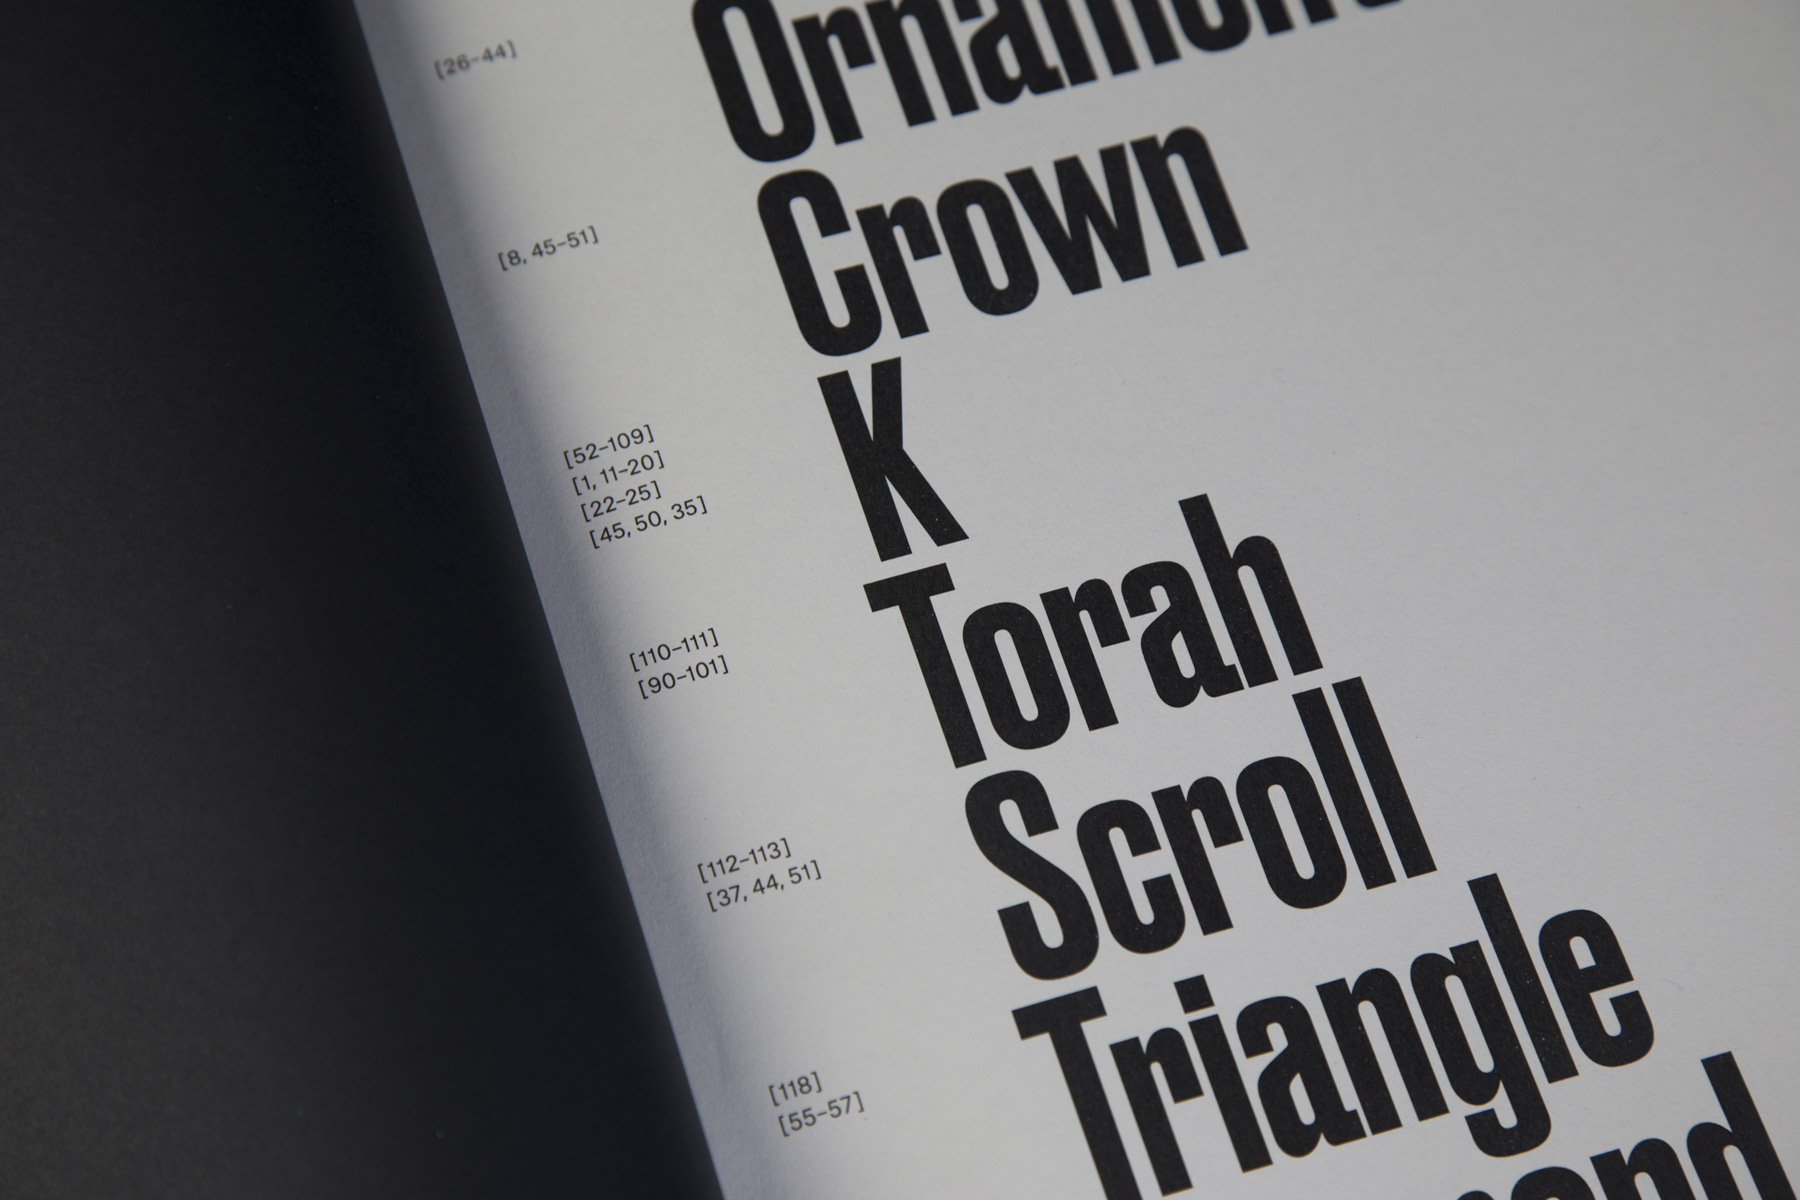 [26–44]
Ornament
[8, 45–51]
Crown
[52–109]
[1, 11–20]
[22–25]
[45, 50, 35]
K
[110–111]
[90–101]
Torah
[112–113]
[37, 44, 51]
Scroll
[118]
[55–57]
Triangle